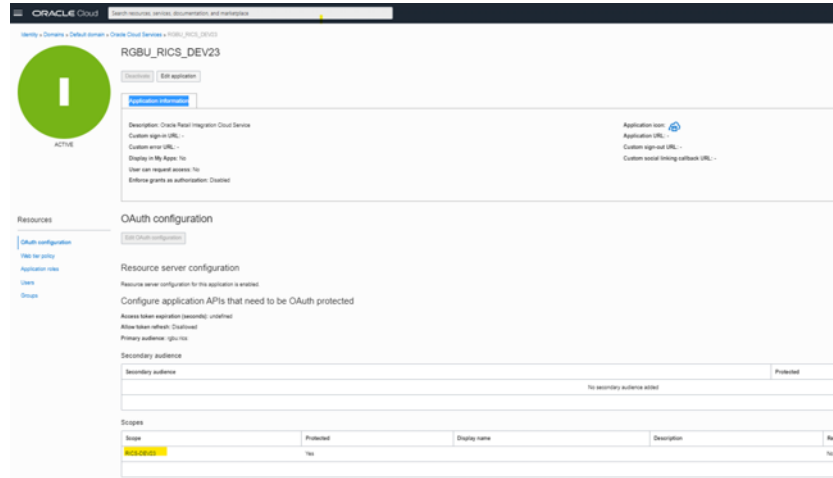 ORACLE Cloud
Search resources, services, documentation, and marketplace
Identity » Domains » Default domain » Oracle Cloud Services » RGBU_RICS_DEV23
RGBU_RICS_DEV23
Deactivate
Edit application
Application information
Description: Oracle Retail Integration Cloud Service
Custom sign-in URL: -
Custom error URL: -
Display in My Apps: No
User can request access: No
Enforce grants as authorization: Disabled
Application icon:
Application URL: -
Custom sign-out URL: -
Custom social linking callback URL: -
I
ACTIVE
Resources
OAuth configuration
Web tier policy
Application roles
Users
Groups
OAuth configuration
Edit OAuth configuration
Resource server configuration
Resource server configuration for this application is enabled.
Configure application APIs that need to be OAuth protected
Access token expiration (seconds): undefined
Allow token refresh: Disallowed
Primary audience: rgbu:rics
Secondary audience
Secondary audience Protected
No secondary audience added
Scopes
Scope Protected Display name Description Re
RICS-DEV23 Yes No